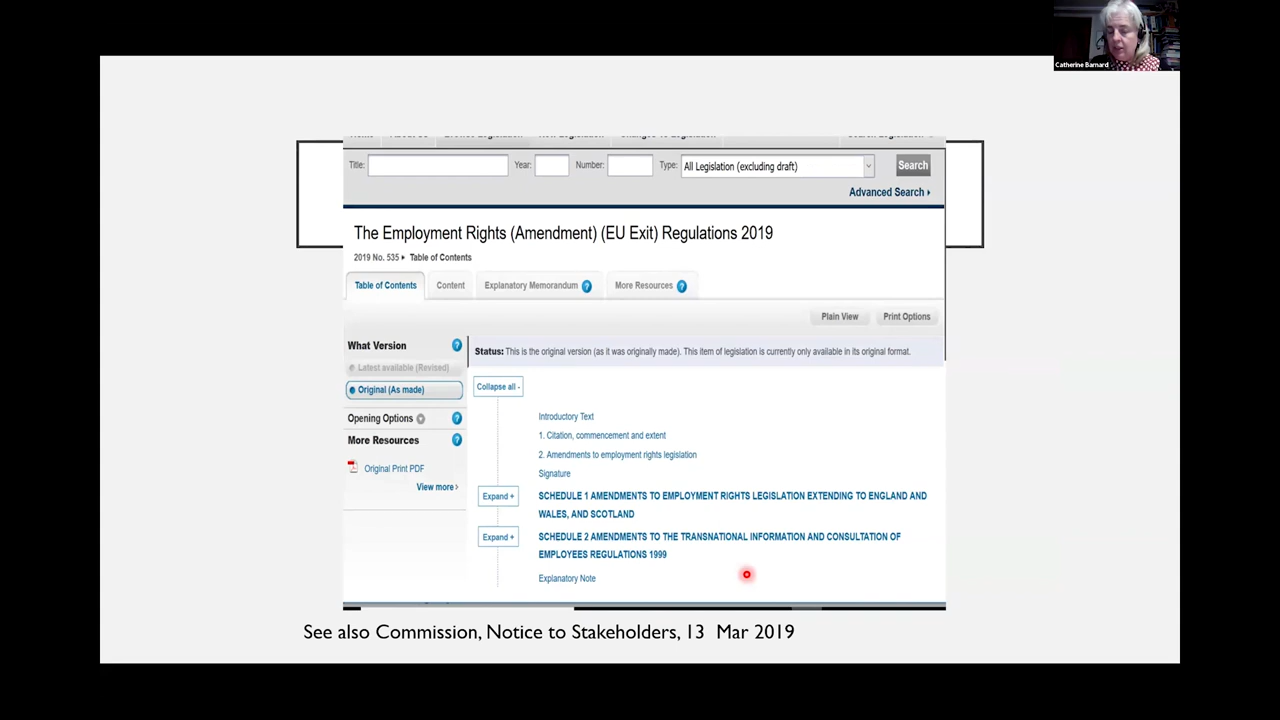 Catherine Barnard
Title: Year: Number: Type: All Legislation (excluding draft) Search
Advanced Search
The Employment Rights (Amendment) (EU Exit) Regulations 2019
2019 No. 535 Table of Contents
Table of Contents Content Explanatory Memorandum ? More Resources ?
Plain View Print Options
What Version ?
Latest available (Revised)
Original (As made)
Opening Options ?
More Resources ?
Original Print PDF
View more
Status: This is the original version (as it was originally made). This item of legislation is currently only available in its original format.
Collapse all -
Introductory Text
1. Citation, commencement and extent
2. Amendments to employment rights legislation
Signature
Expand + SCHEDULE 1 AMENDMENTS TO EMPLOYMENT RIGHTS LEGISLATION EXTENDING TO ENGLAND AND
WALES, AND SCOTLAND
Expand + SCHEDULE 2 AMENDMENTS TO THE TRANSNATIONAL INFORMATION AND CONSULTATION OF
EMPLOYEES REGULATIONS 1999
Explanatory Note
See also Commission, Notice to Stakeholders, 13 Mar 2019